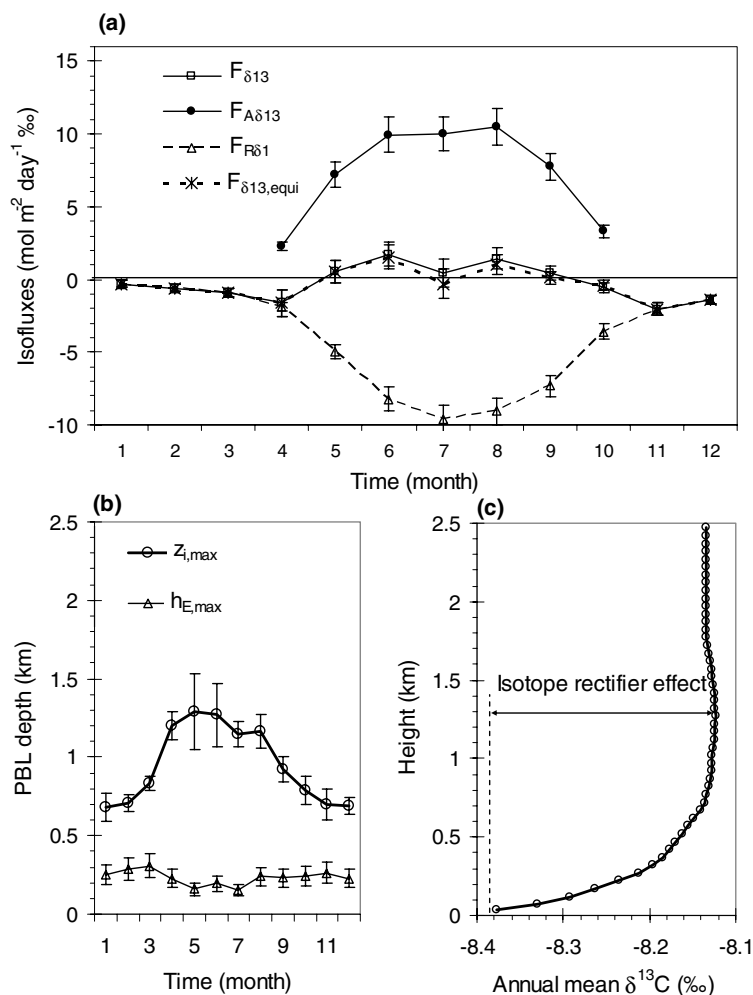 (a)
15
10
5
0
-5
-10
Isofluxes (mol m-2 day-1 ‰)
Fδ13
FAδ13
FRδ1
Fδ13,equi
1 2 3 4 5 6 7 8 9 10 11 12
Time (month)
(b)
2.5
2
1.5
1
0.5
0
PBL depth (km)
zi,max
hE,max
1 3 5 7 9 11
Time (month)
(c)
2.5
2
1.5
1
0.5
0
Height (km)
Isotope rectifier effect
-8.4 -8.3 -8.2 -8.1
Annual mean δ13C (‰)